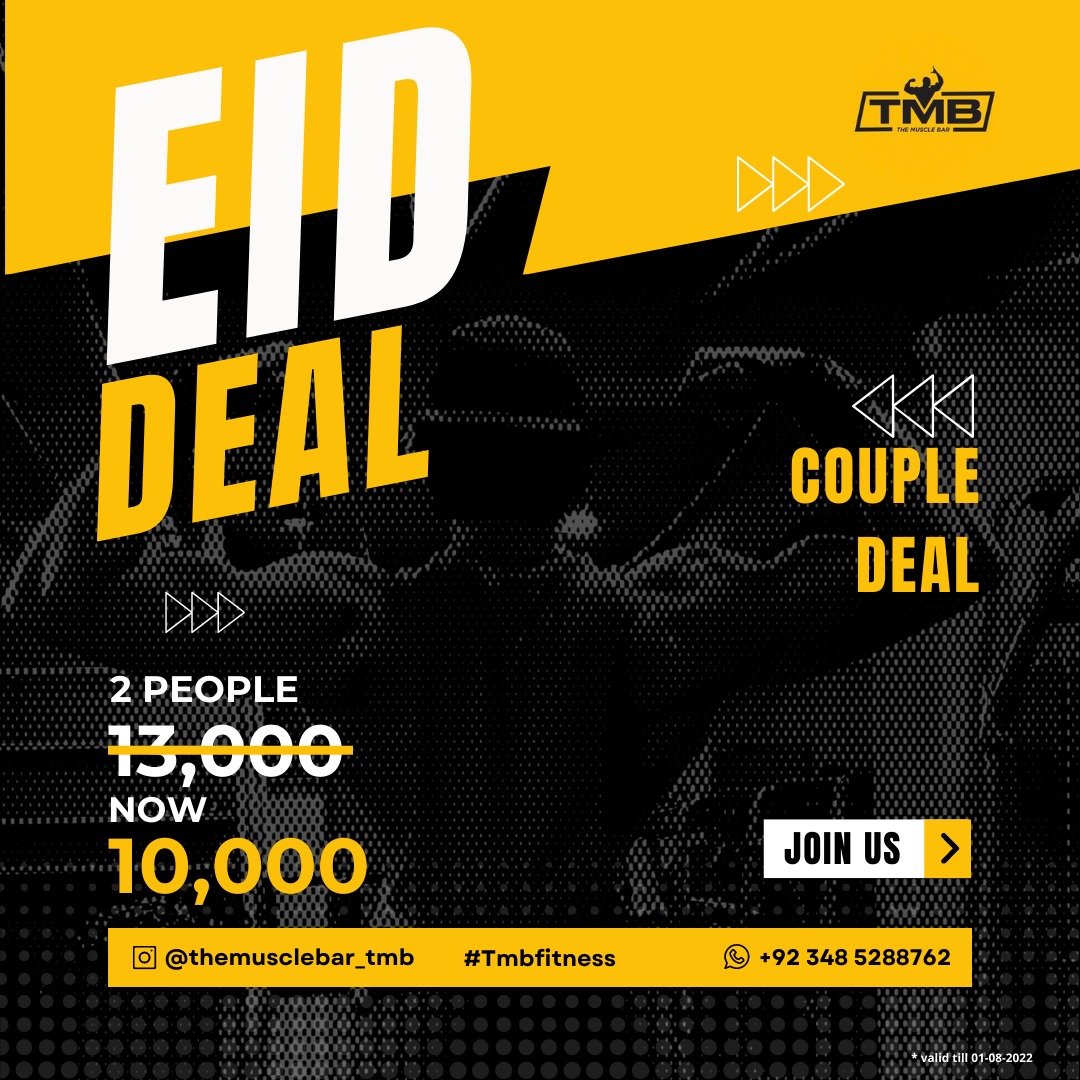 EID
DEAL
TMB
THE MUSCLE BAR
COUPLE
DEAL
2 PEOPLE
13,000
NOW
10,000
JOIN US
@themusclebar_tmb #Tmbfitness +92 348 5288762
* valid till 01-08-2022